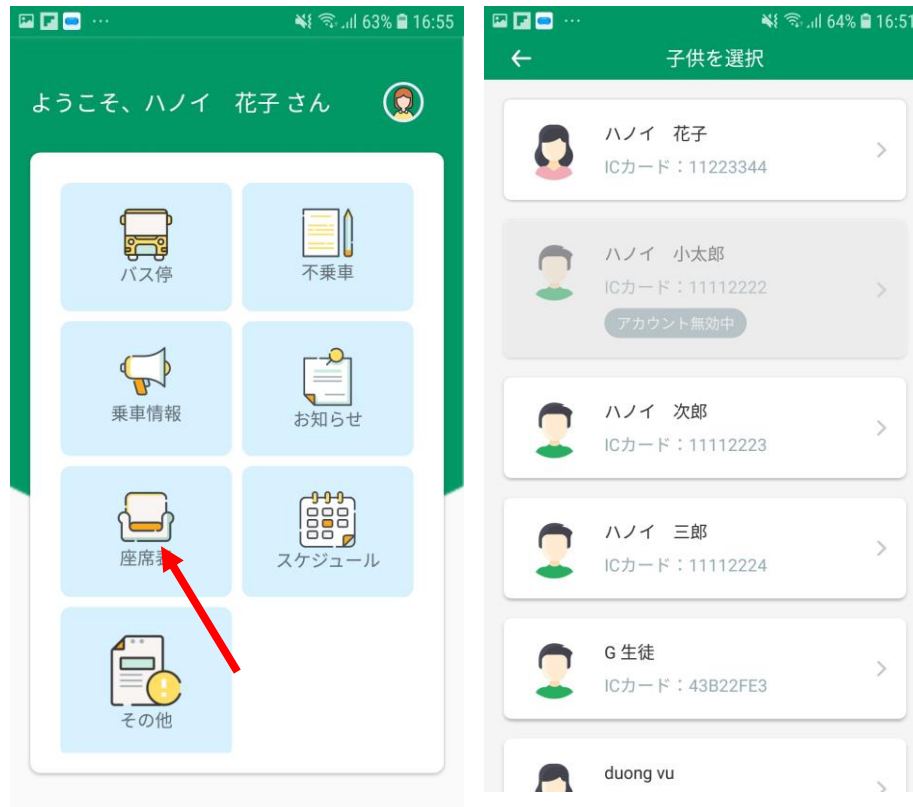 63% 16:55
ようこそ、ハノイ 花子 さん
バス停
不乗車
乗車情報
お知らせ
座席表
スケジュール
その他
64% 16:51
子供を選択
ハノイ 花子
ICカード：11223344
ハノイ 小太郎
ICカード：11112222
アカウント無効中
ハノイ 次郎
ICカード：11112223
ハノイ 三郎
ICカード：11112224
G 生徒
ICカード：43B22FE3
duong vu